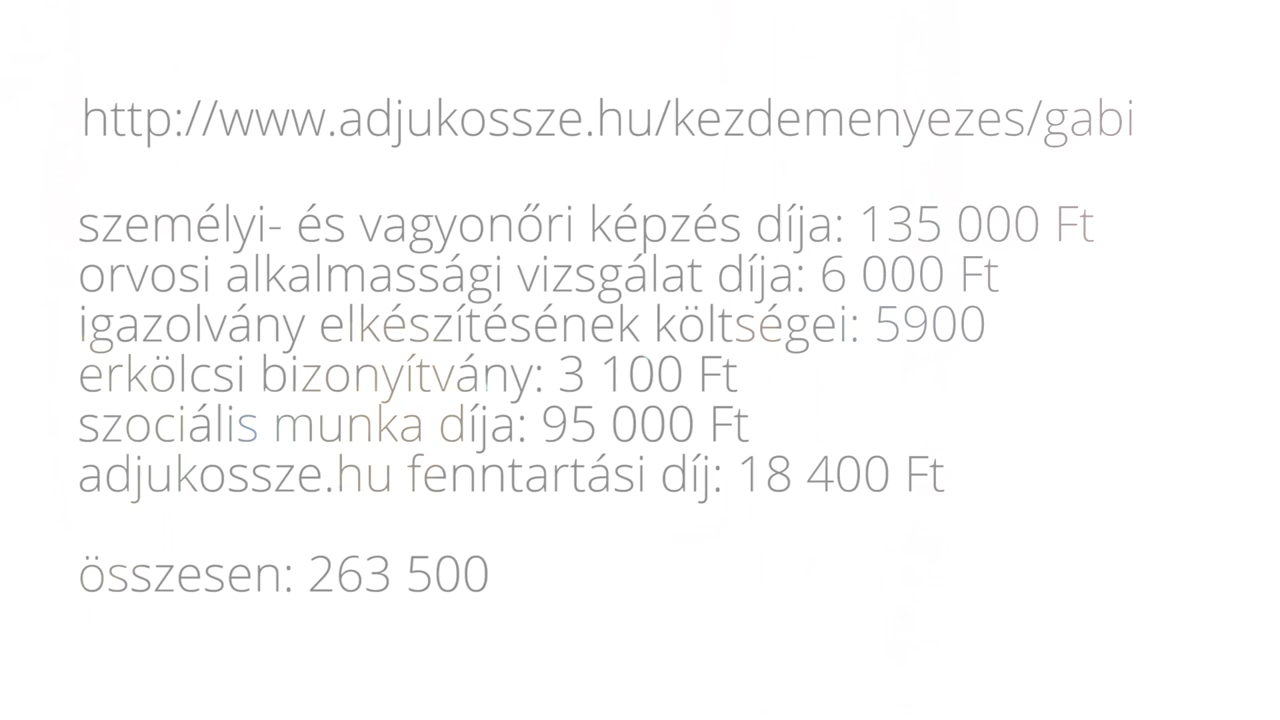 http://www.adjukossze.hu/kezdemenyezes/gabi
személyi- és vagyonőri képzés díja: 135 000 Ft
orvosi alkalmassági vizsgálat díja: 6 000 Ft
igazolvány elkészítésének költségei: 5900
erkölcsi bizonyítvány: 3 100 Ft
szociális munka díja: 95 000 Ft
adjukossze.hu fenntartási díj: 18 400 Ft
összesen: 263 500